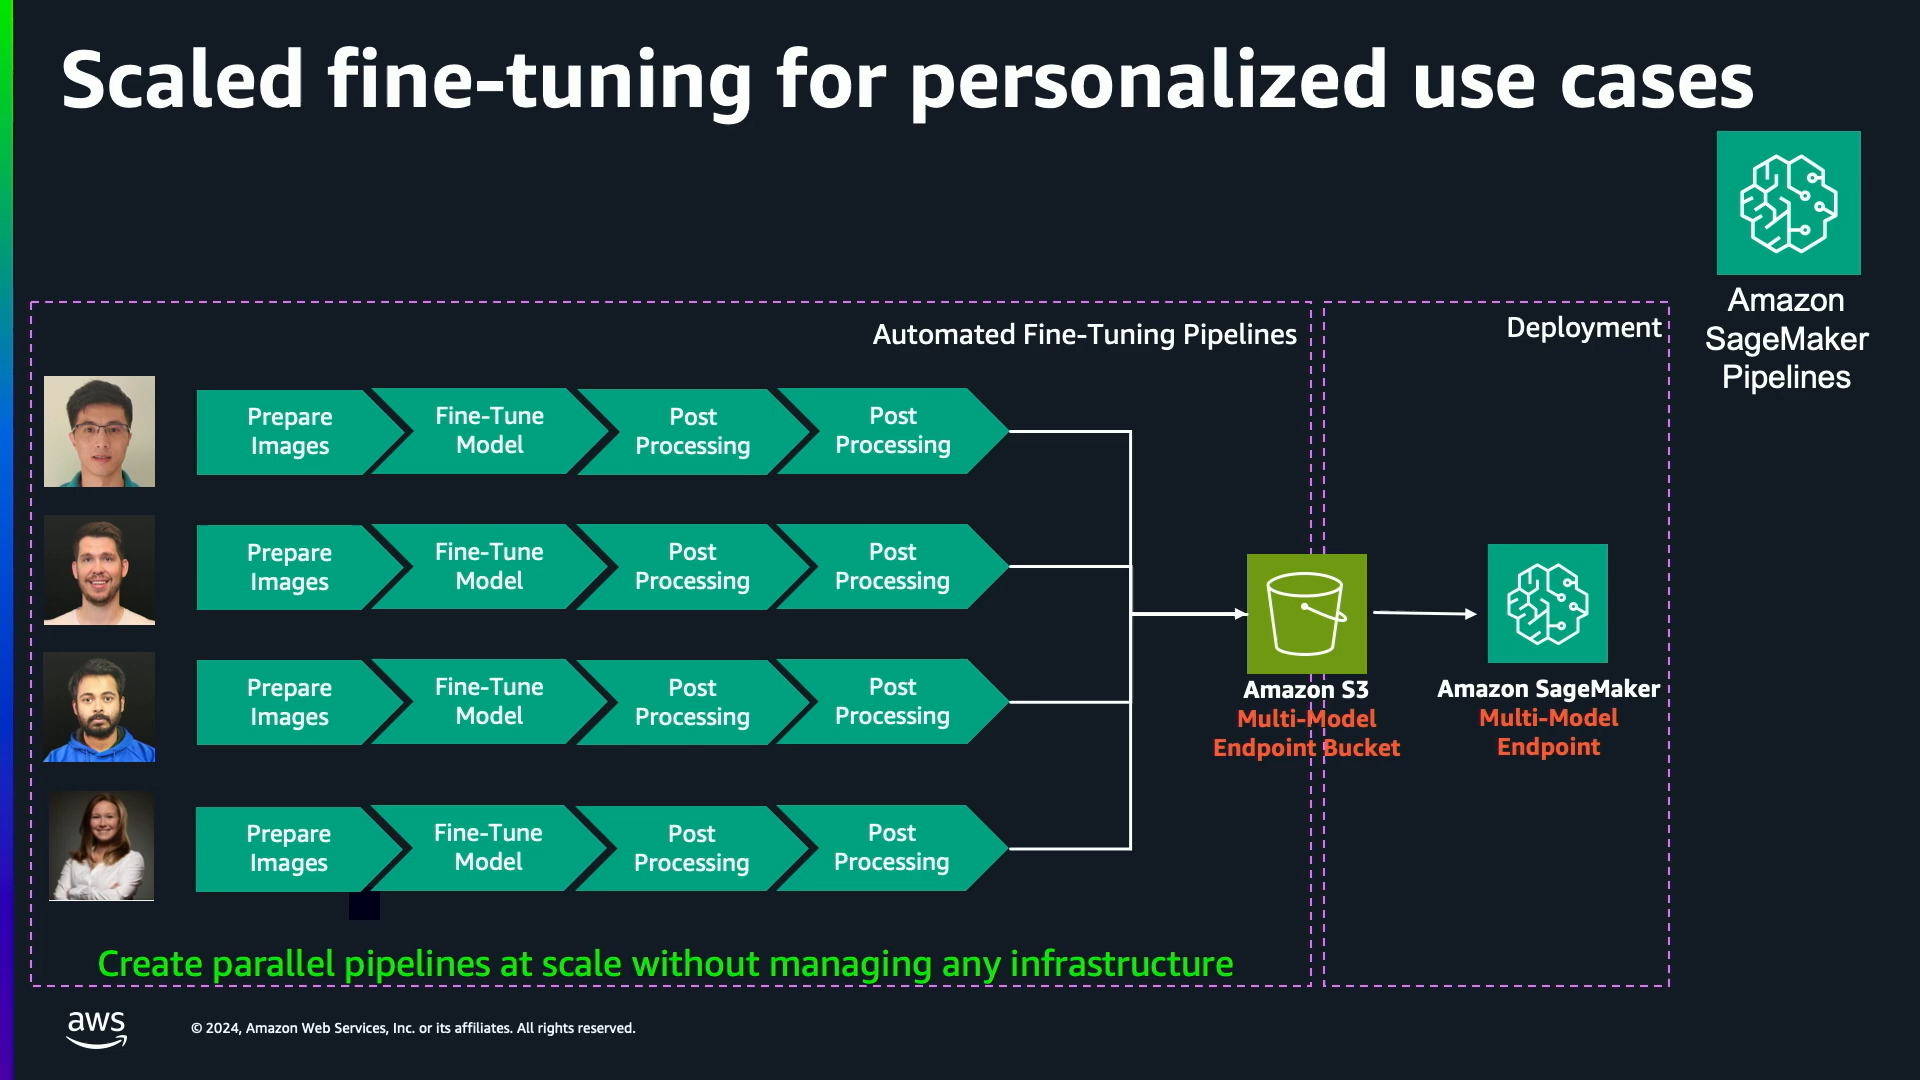 Scaled fine-tuning for personalized use cases
Amazon
SageMaker
Pipelines
Automated Fine-Tuning Pipelines
Deployment
Prepare
Images
Fine-Tune
Model
Post
Processing
Post
Processing
Prepare
Images
Fine-Tune
Model
Post
Processing
Post
Processing
Prepare
Images
Fine-Tune
Model
Post
Processing
Post
Processing
Prepare
Images
Fine-Tune
Model
Post
Processing
Post
Processing
Amazon S3
Multi-Model
Endpoint Bucket
Amazon SageMaker
Multi-Model
Endpoint
Create parallel pipelines at scale without managing any infrastructure
aws
© 2024, Amazon Web Services, Inc. or its affiliates. All rights reserved.